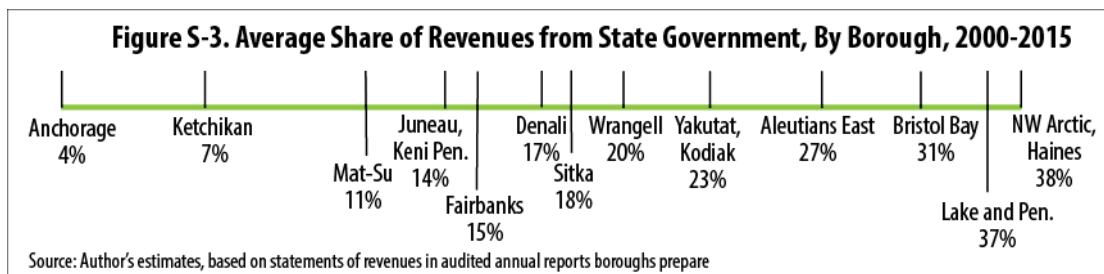 Figure S-3. Average Share of Revenues from State Government, By Borough, 2000-2015
Anchorage
4%
Ketchikan
7%
Mat-Su
11%
Juneau,
Keni Pen.
14%
Fairbanks
15%
Denali
17%
Sitka
18%
Wrangell
20%
Yakutat,
Kodiak
23%
Aleutians East
27%
Bristol Bay
31%
Lake and Pen.
37%
NW Arctic,
Haines
38%
Source: Author's estimates, based on statements of revenues in audited annual reports boroughs prepare